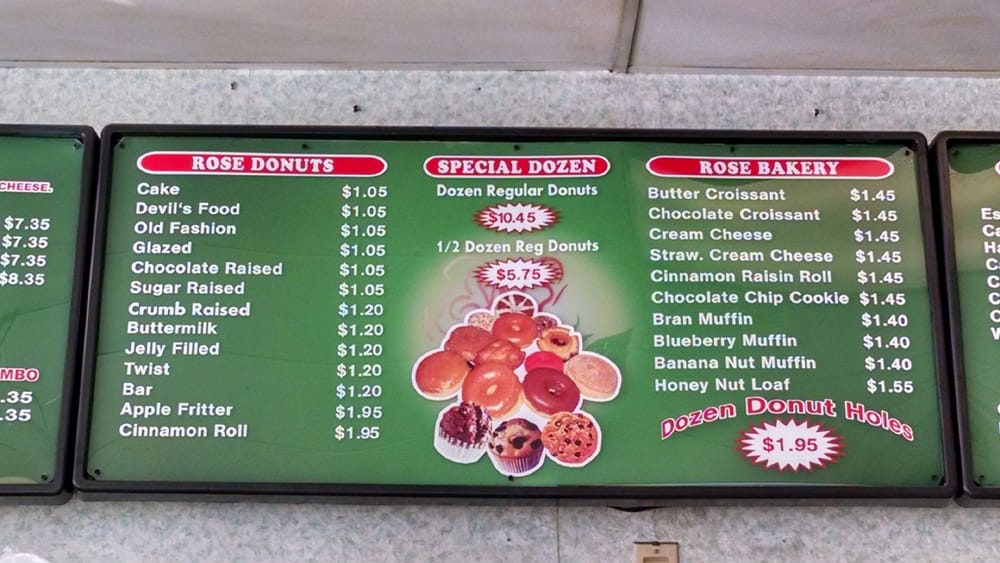 CHEESE.
$7.35
$7.35
$7.35
$8.35
MBO
.35
.35
ROSE DONUTS
Cake $1.05
Devil's Food $1.05
Old Fashion $1.05
Glazed $1.05
Chocolate Raised $1.05
Sugar Raised $1.05
Crumb Raised $1.20
Buttermilk $1.20
Jelly Filled $1.20
Twist $1.20
Bar $1.20
Apple Fritter $1.95
Cinnamon Roll $1.95
SPECIAL DOZEN
Dozen Regular Donuts
$10.45
1/2 Dozen Reg Donuts
$5.75
ROSE BAKERY
Butter Croissant $1.45
Chocolate Croissant $1.45
Cream Cheese $1.45
Straw. Cream Cheese $1.45
Cinnamon Raisin Roll $1.45
Chocolate Chip Cookie $1.45
Bran Muffin $1.40
Blueberry Muffin $1.40
Banana Nut Muffin $1.40
Honey Nut Loaf $1.55
Dozen Donut Holes
$1.95